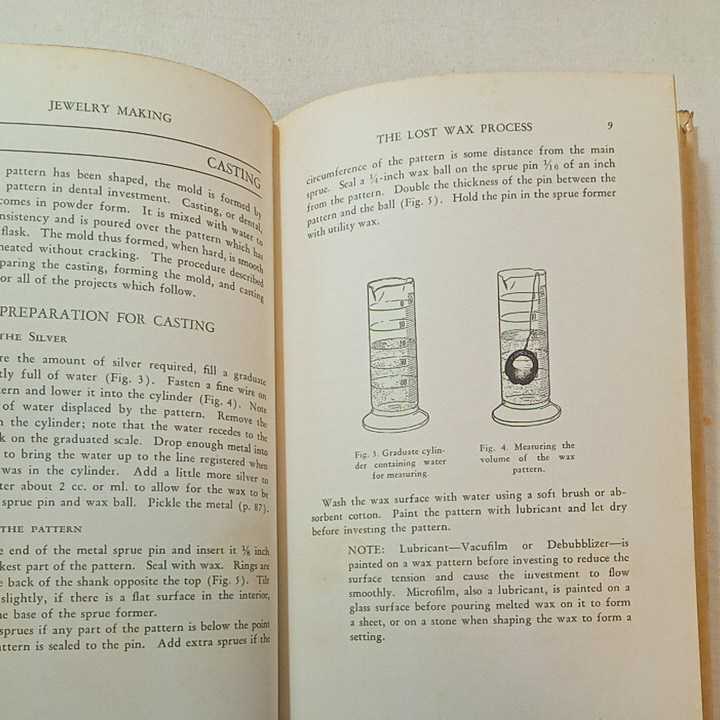 JEWELRY MAKING
CASTING
pattern has been shaped, the mold is formed by
pattern in dental investment. Casting, or dental,
comes in powder form. It is mixed with water to
nsistency and is poured over the pattern which has
flask. The mold thus formed, when hard, is smooth
heated without cracking. The procedure described
paring the casting, forming the mold, and casting
or all of the projects which follow.
PREPARATION FOR CASTING
THE SILVER
re the amount of silver required, fill a graduate
tly full of water (Fig. 3). Fasten a fine wire on
ttern and lower it into the cylinder (Fig. 4). Note
of water displaced by the pattern. Remove the
n the cylinder; note that the water recedes to the
rk on the graduated scale. Drop enough metal into
to bring the water up to the line registered when
was in the cylinder. Add a little more silver to
ter about 2 cc. or ml. to allow for the wax to be
sprue pin and wax ball. Pickle the metal (p. 87).
THE PATTERN
e end of the metal sprue pin and insert it ⅜ inch
kest part of the pattern. Seal with wax. Rings are
e back of the shank opposite the top (Fig. 5). Tilt
slightly, if there is a flat surface in the interior,
he base of the sprue former.
sprues if any part of the pattern is below the point
attern is sealed to the pin. Add extra sprues if the
THE LOST WAX PROCESS 9
circumference of the pattern is some distance from the main
sprue. Seal a ¼-inch wax ball on the sprue pin 1/16 of an inch
from the pattern. Double the thickness of the pin between the
pattern and the ball (Fig. 5). Hold the pin in the sprue former
with utility wax.
Fig. 3. Graduate cylin-
der containing water
for measuring.
Fig. 4. Measuring the
volume of the wax
pattern.
Wash the wax surface with water using a soft brush or ab-
sorbent cotton. Paint the pattern with lubricant and let dry
before investing the pattern.
NOTE: Lubricant—Vacufilm or Debubblizer—is
painted on a wax pattern before investing to reduce the
surface tension and cause the investment to flow
smoothly. Microfilm, also a lubricant, is painted on a
glass surface before pouring melted wax on it to form
a sheet, or on a stone when shaping the wax to form a
setting.